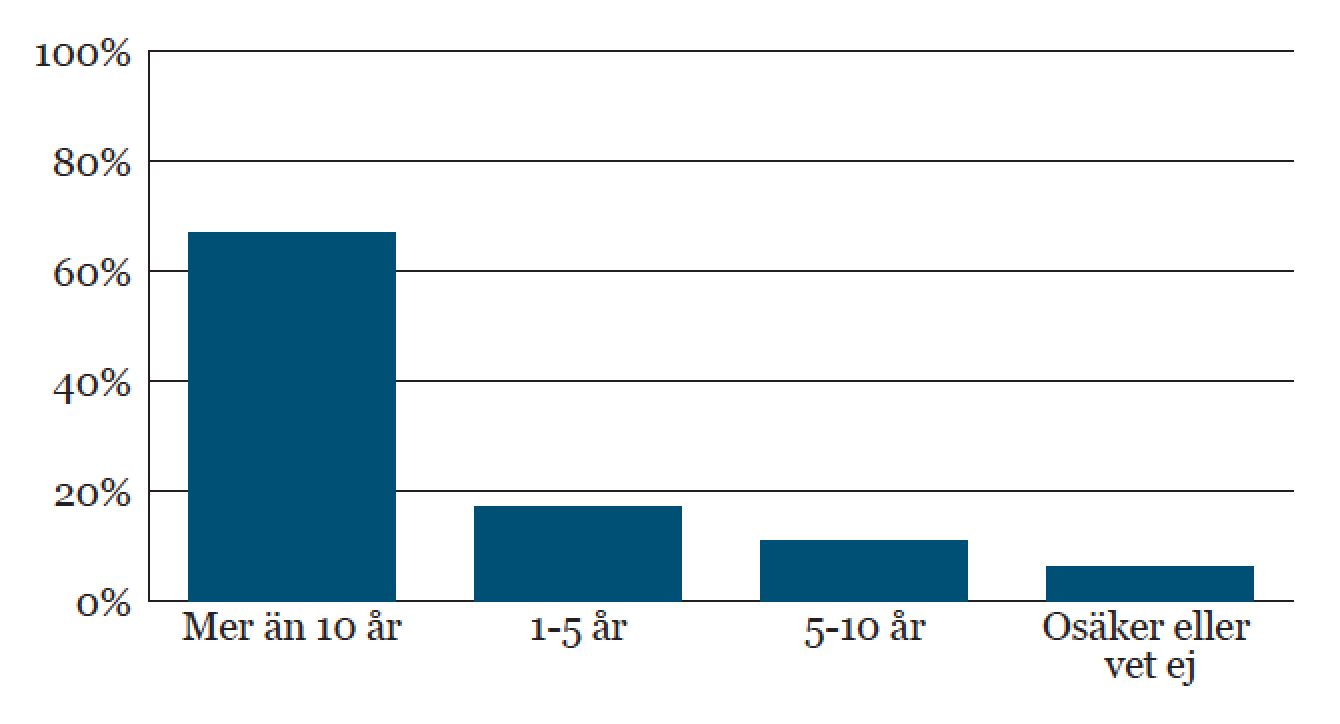 100%
80%
60%
40%
20%
0%
Mer än 10 år
1-5 år
5-10 år
Osäker eller
vet ej